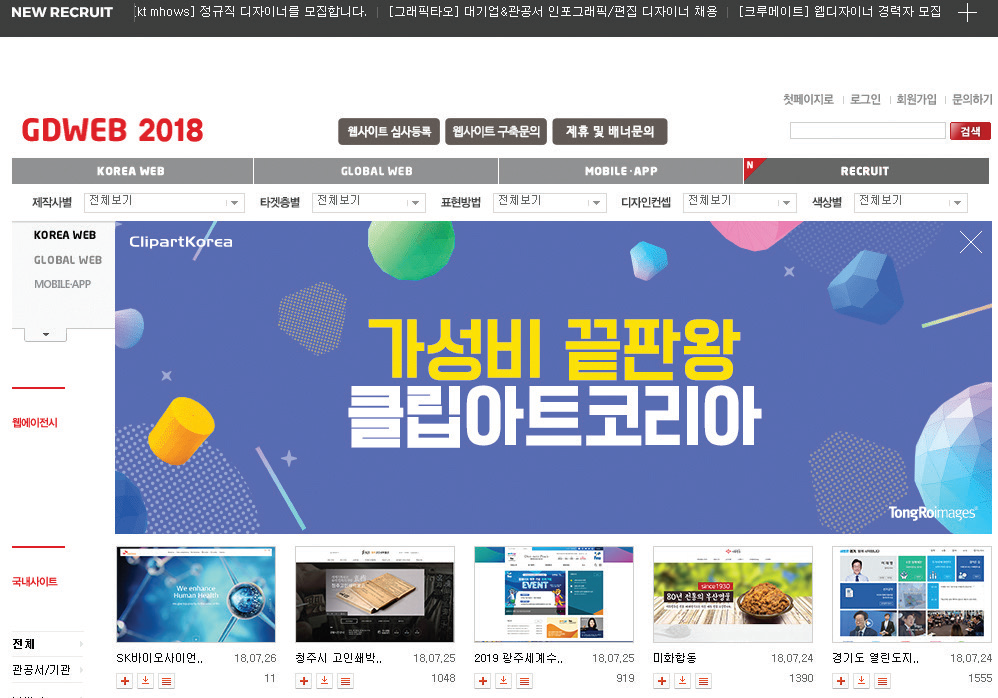 NEW RECRUIT [kt mhows] 정규직 디자이너를 모집합니다. [그래픽타오] 대기업&관공서 인포그래픽/편집 디자이너 채용 [크루메이트] 웹디자이너 경력자 모집
첫페이지로 로그인 회원가입 문의하기
GDWEB 2018 웹사이트 심사등록 웹사이트 구축문의 제휴 및 배너문의 검색
KOREA WEB GLOBAL WEB MOBILE·APP N RECRUIT
제작사별 전체보기 타겟층별 전체보기 표현방법 전체보기 디자인컨셉 전체보기 색상별 전체보기
KOREA WEB
GLOBAL WEB
MOBILE·APP
ClipartKorea
가성비 끝판왕
클립아트코리아
TongRoimages
웹에이전시
국내사이트
전체
관공서/기관
We enhance
Human Health
EVENT
since1930
80년 전통의 부산명물
SK바이오사이언.. 18,07,26 청주시 고인쇄박.. 18,07,25 2019 광주세계수.. 18,07,25 미화합동 18,07,24 경기도 열린도지.. 18,07,24
11 1048 919 1390 1555